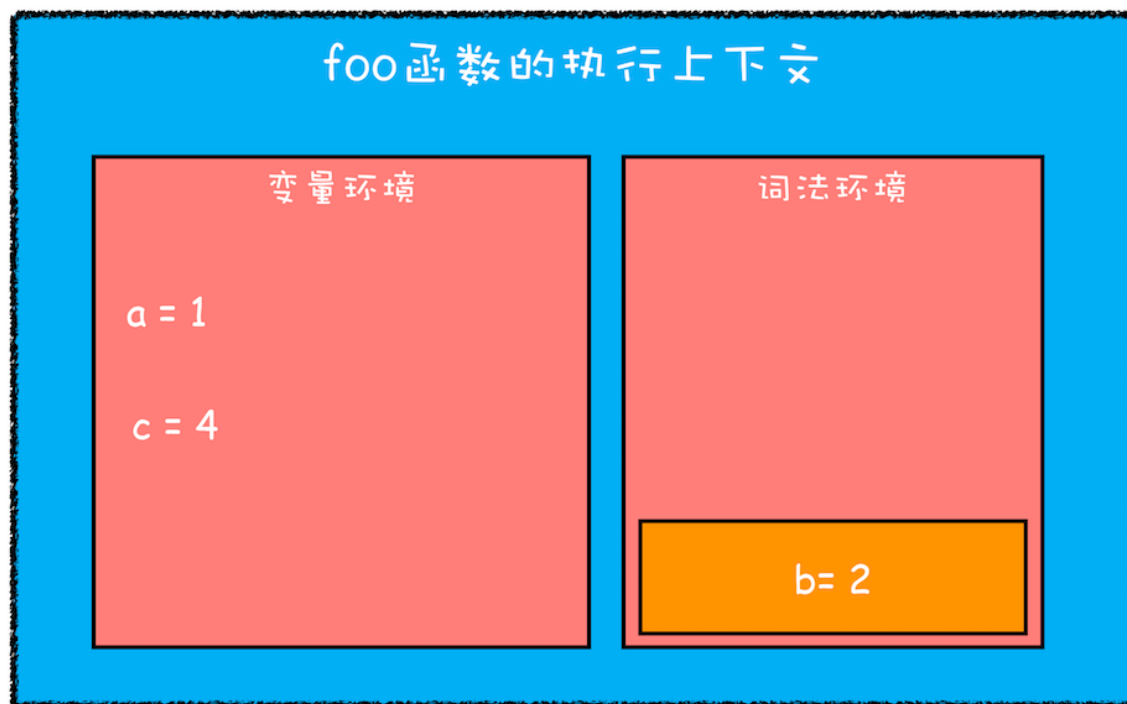 foo函数的执行上下文
变量环境
a = 1
c = 4
词法环境
b= 2